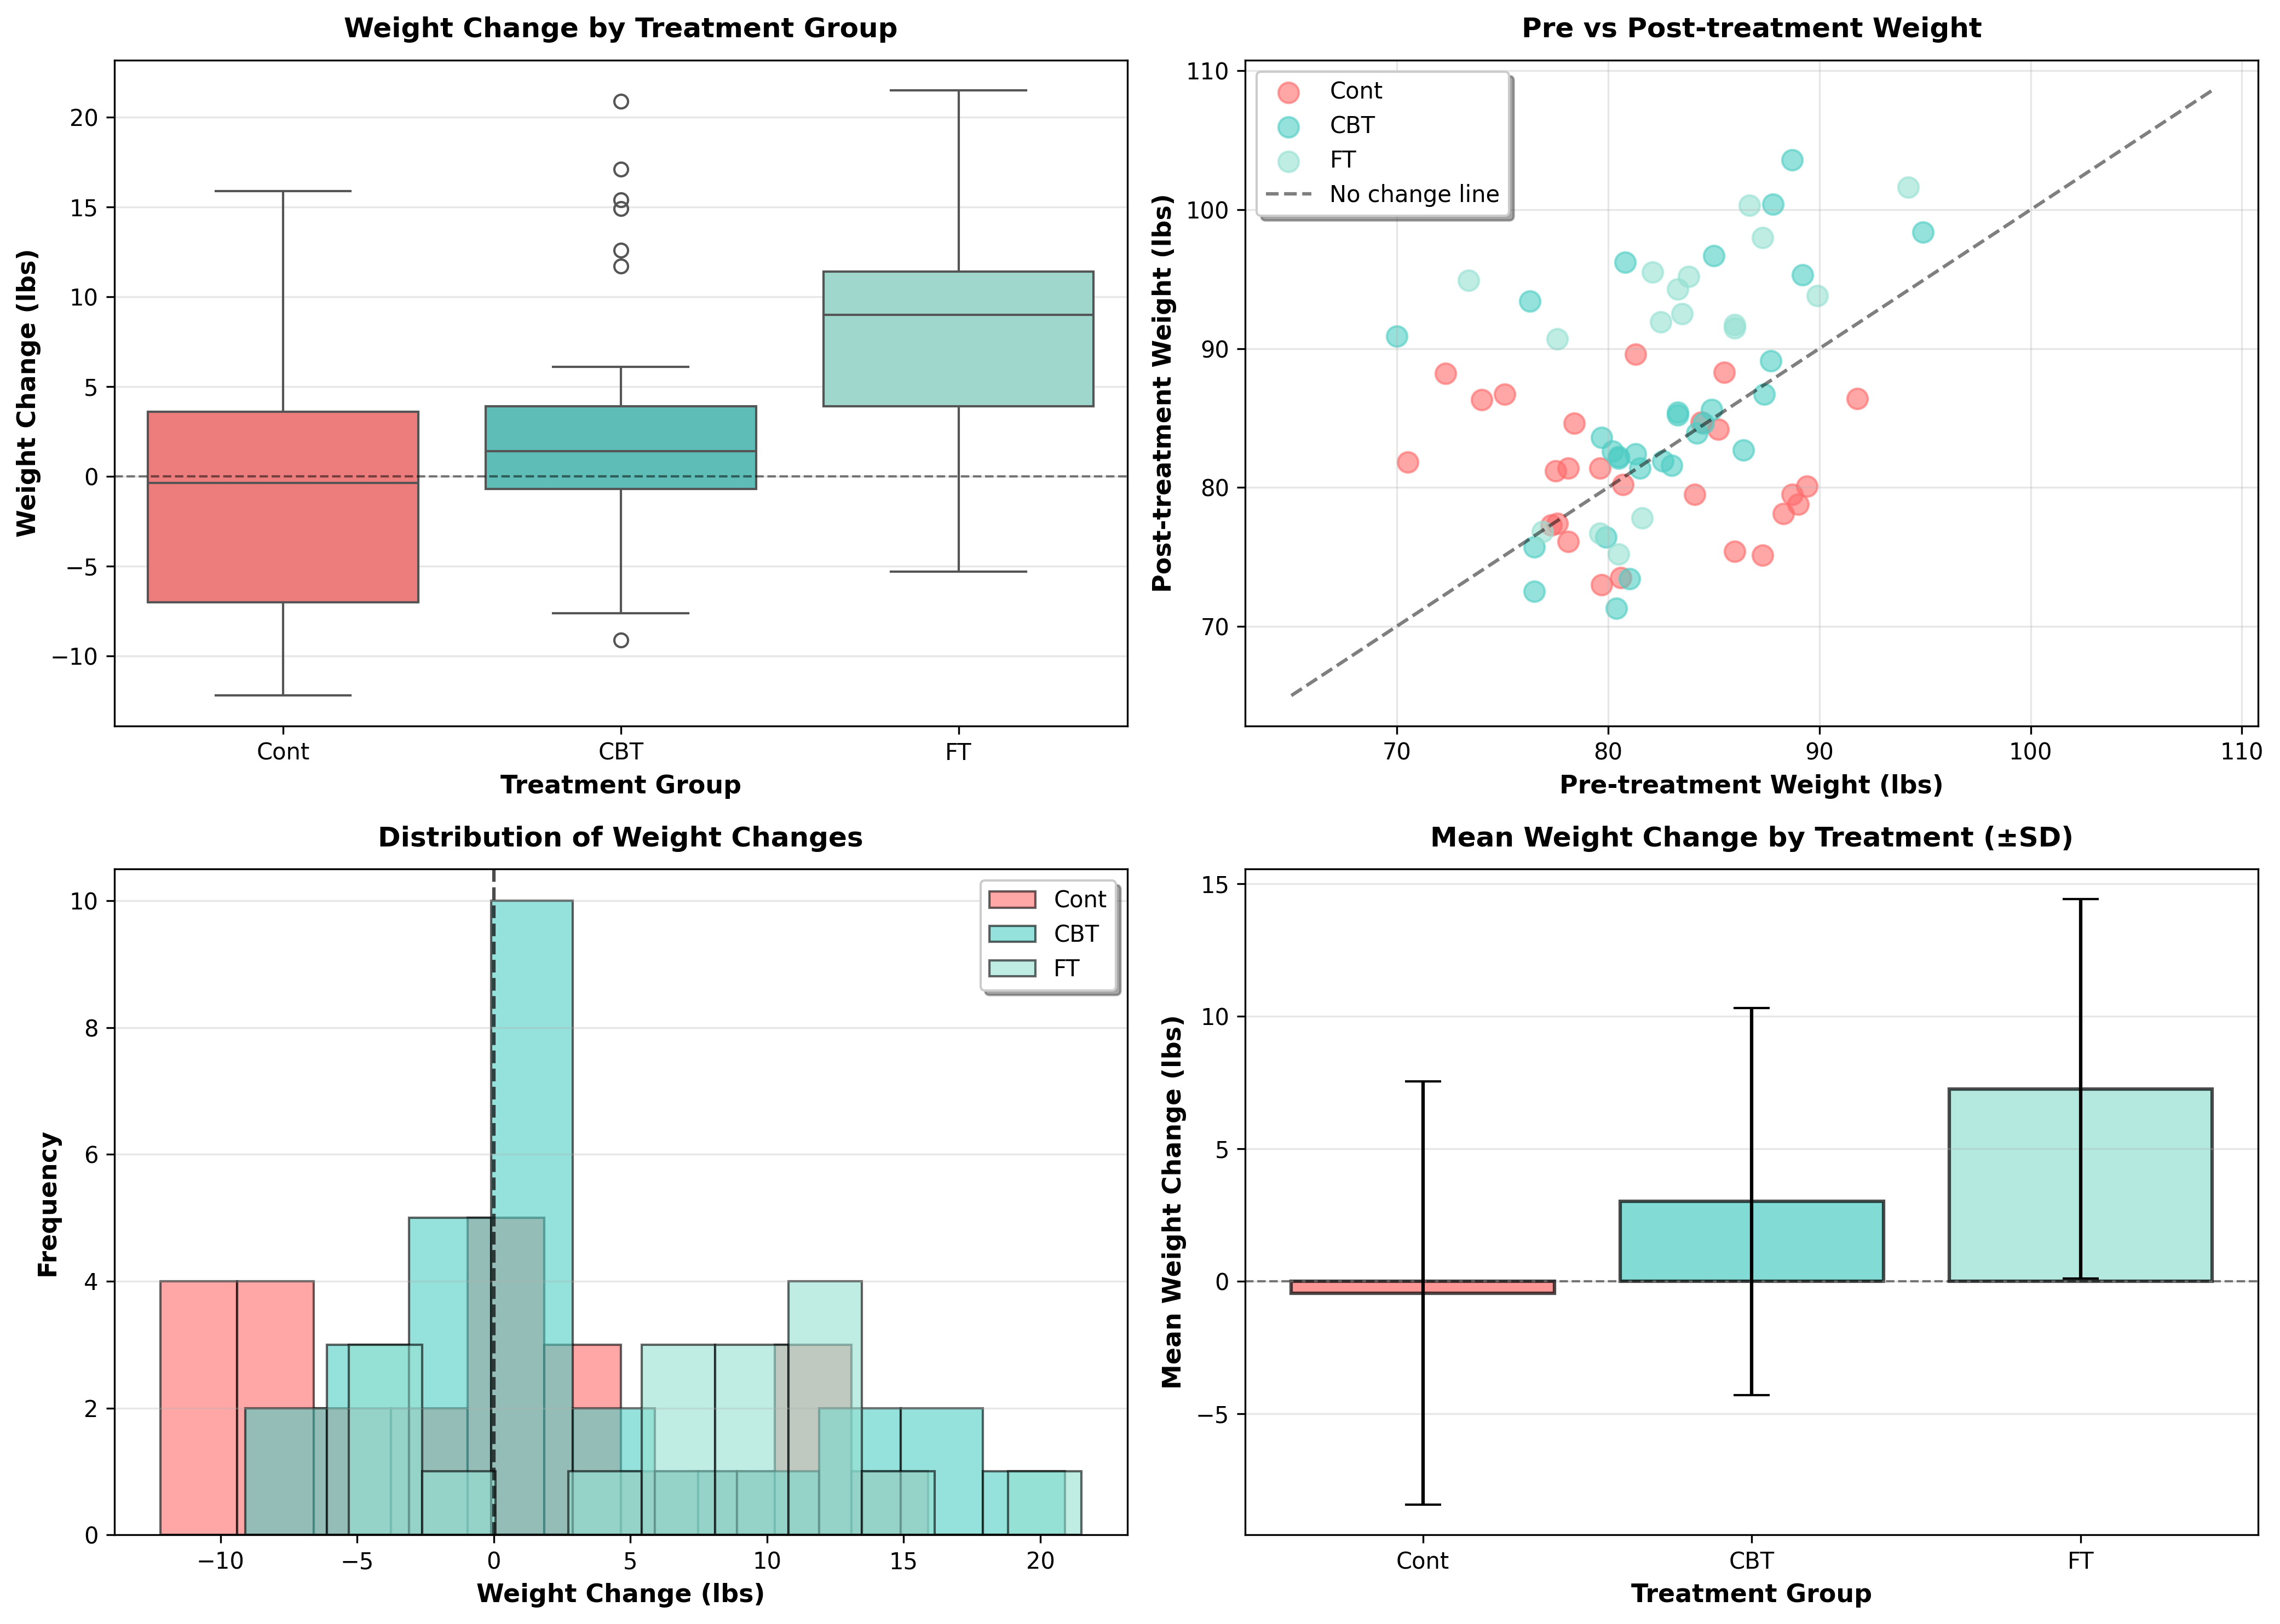 Weight Change by Treatment Group
Weight Change (lbs)
20
15
10
5
0
−5
−10
Cont
CBT
FT
Treatment Group
Pre vs Post-treatment Weight
Post-treatment Weight (lbs)
110
100
90
80
70
Cont
CBT
FT
No change line
70
80
90
100
110
Pre-treatment Weight (lbs)
Distribution of Weight Changes
Frequency
10
8
6
4
2
0
Cont
CBT
FT
−10
−5
0
5
10
15
20
Weight Change (lbs)
Mean Weight Change by Treatment (±SD)
Mean Weight Change (lbs)
15
10
5
0
−5
Cont
CBT
FT
Treatment Group